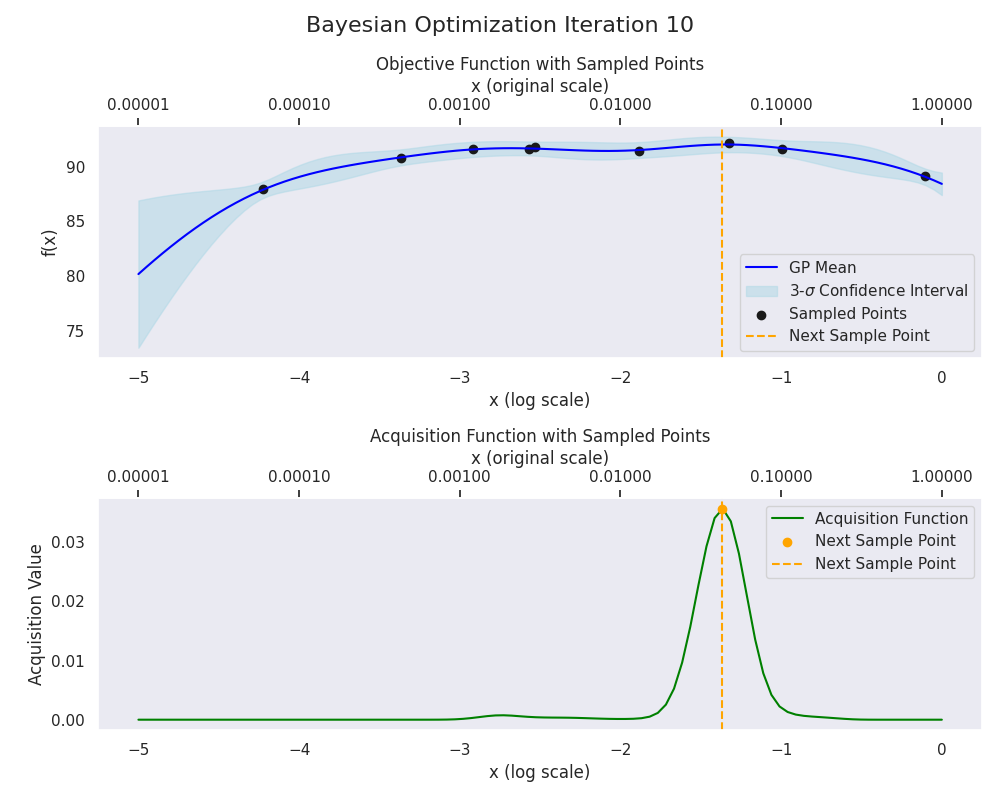 Bayesian Optimization Iteration 10
Objective Function with Sampled Points
x (original scale)
0.00001 0.00010 0.00100 0.01000 0.10000 1.00000
90
85
80
75
f(x)
GP Mean
3-σ Confidence Interval
Sampled Points
Next Sample Point
−5 −4 −3 −2 −1 0
x (log scale)
Acquisition Function with Sampled Points
x (original scale)
0.00001 0.00010 0.00100 0.01000 0.10000 1.00000
0.03
0.02
0.01
0.00
Acquisition Value
Acquisition Function
Next Sample Point
Next Sample Point
−5 −4 −3 −2 −1 0
x (log scale)